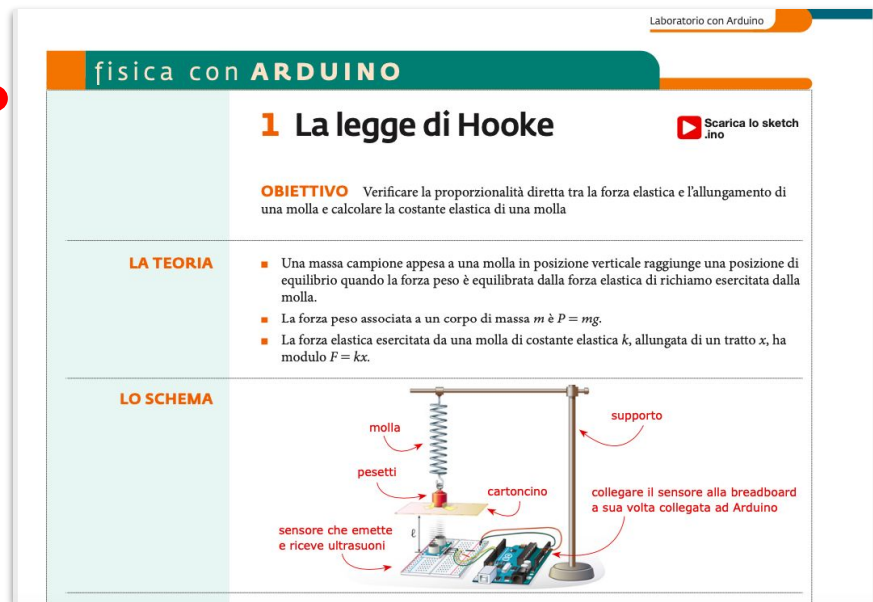 Laboratorio con Arduino
fisica con ARDUINO
1 La legge di Hooke
Scarica lo sketch
.ino
OBIETTIVO Verificare la proporzionalità diretta tra la forza elastica e l'allungamento di
una molla e calcolare la costante elastica di una molla
LA TEORIA
■ Una massa campione appesa a una molla in posizione verticale raggiunge una posizione di
equilibrio quando la forza peso è equilibrata dalla forza elastica di richiamo esercitata dalla
molla.
■ La forza peso associata a un corpo di massa m è P = mg.
■ La forza elastica esercitata da una molla di costante elastica k, allungata di un tratto x, ha
modulo F = kx.
LO SCHEMA
molla
supporto
pesetti
cartoncino
collegare il sensore alla breadboard
a sua volta collegata ad Arduino
sensore che emette
e riceve ultrasuoni
ℓ